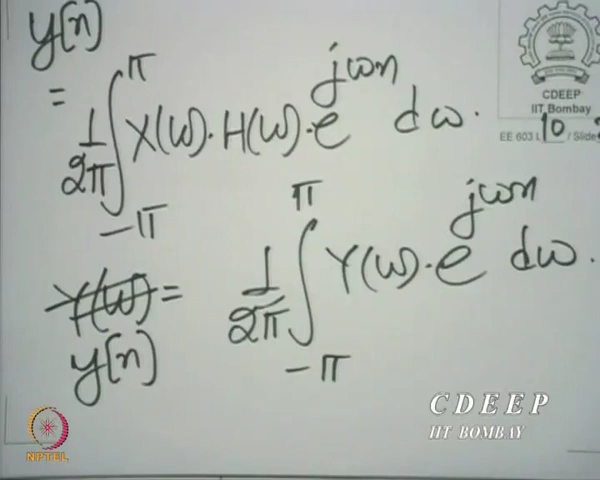 y[n]
= 1/2π ∫_{-π}^{π} X(ω)·H(ω)·e^{jωn} dω.
Y(ω) = 1/2π ∫_{-π}^{π} Y(ω)·e^{jωn} dω.
y[n]
CDEEP
IIT Bombay
EE 603 L 10 / Slide
CDEEP
IIT BOMBAY
NPTEL